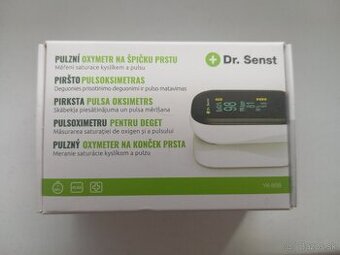 PULZNÍ OXYMETR NA ŠPIČKU PRSTU
Měření saturace kyslíkem a pulsu
Dr. Senst
PIRŠTO PULSOKSIMETRAS
Deguonies prisotinimo deguonimi ir pulso matavimas
PIRKSTA PULSA OKSIMETRS
Skābekļa piesātinājuma un pulsa mērīšana
PULSOXIMETRU PENTRU DEGET
Măsurarea saturației de oxigen și a pulsului
PULZNÝ OXYMETER NA KONČEK PRSTA
Meranie saturácie kyslíkom a pulzu